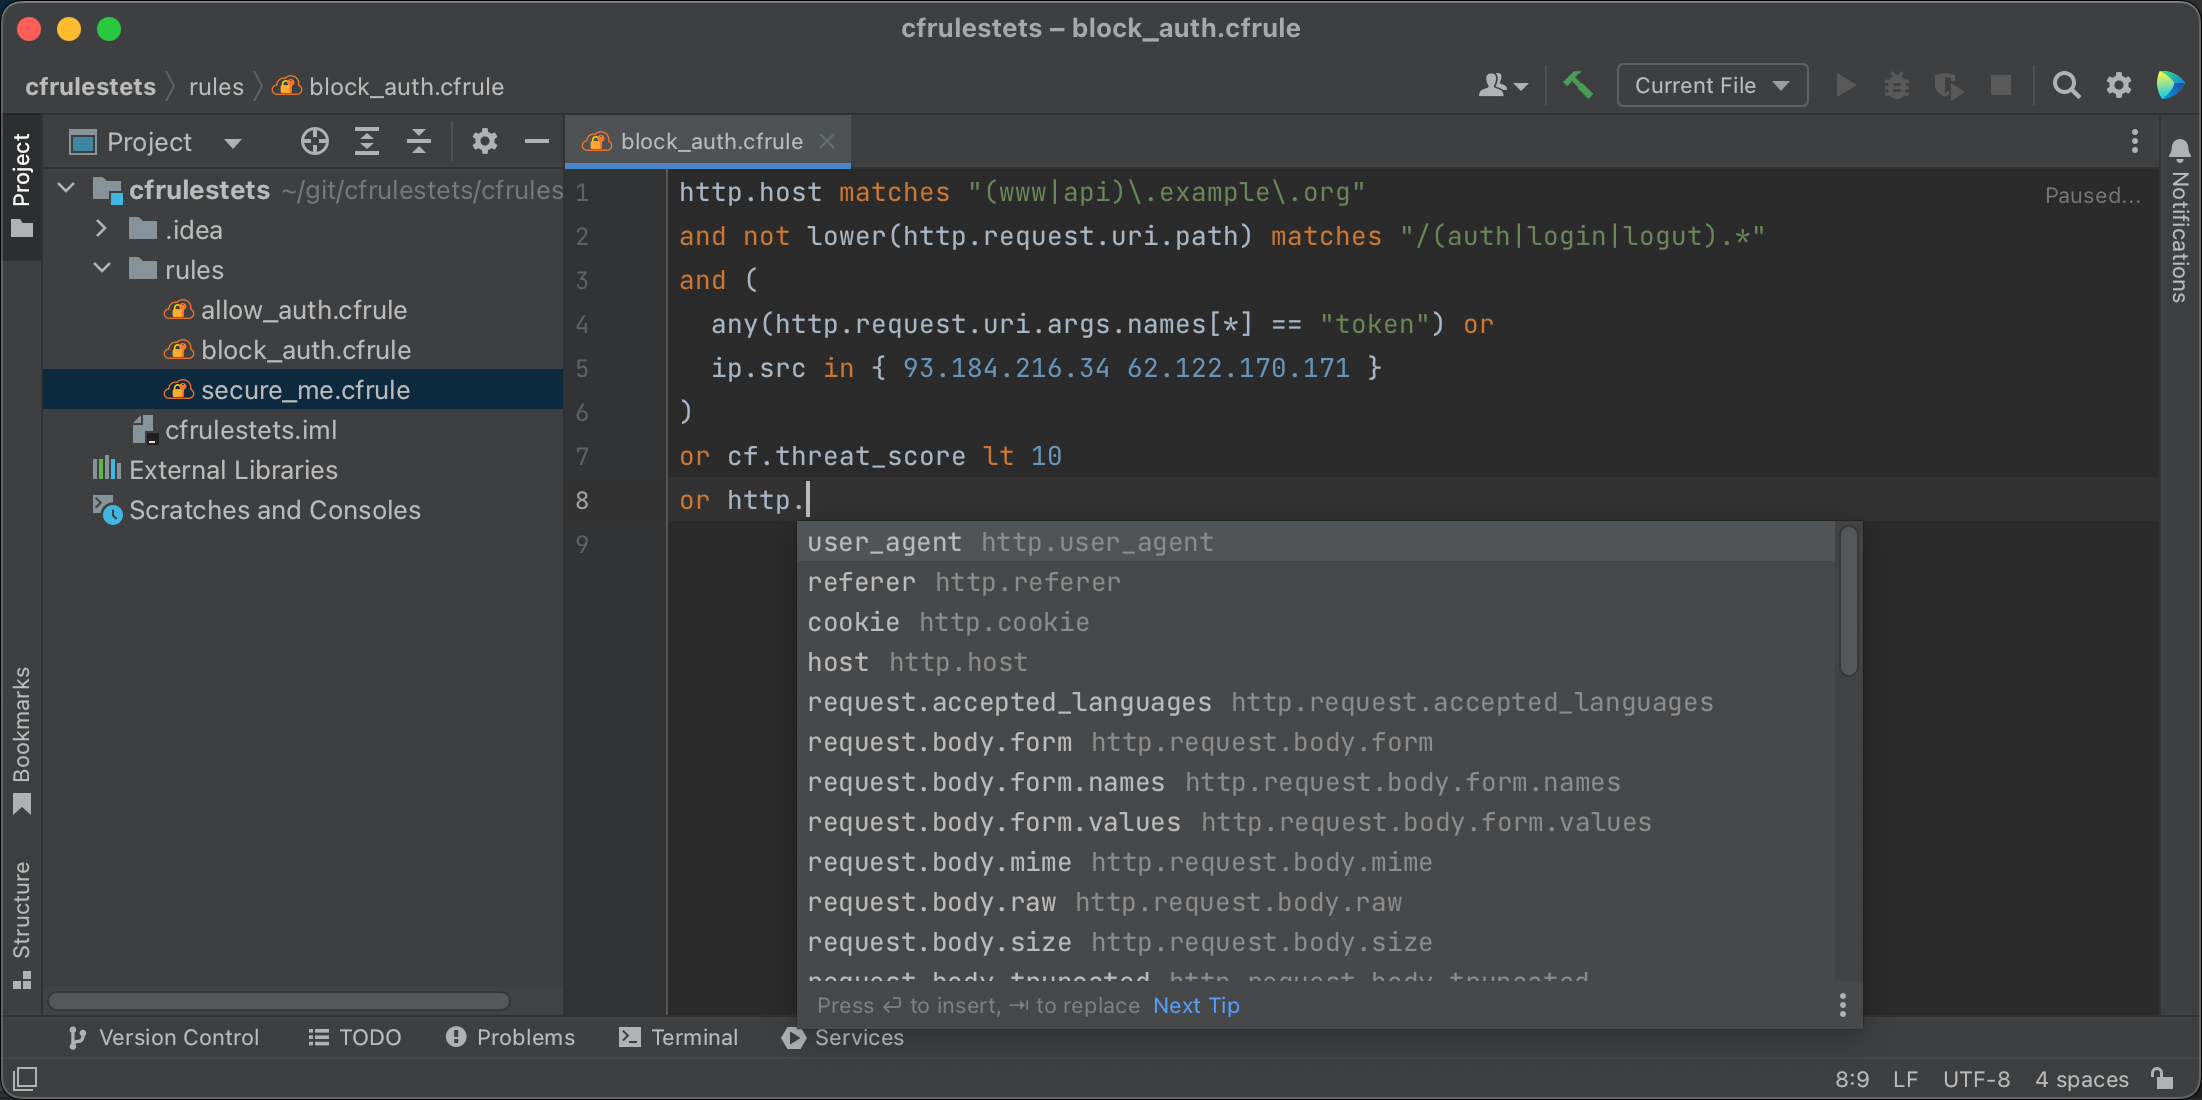 cfrulestets – block_auth.cfrule
cfrulestets rules block_auth.cfrule
Current File
Project
Project
block_auth.cfrule
cfrulestets ~/git/cfrulestets/cfrules
.idea
rules
allow_auth.cfrule
block_auth.cfrule
secure_me.cfrule
cfrulestets.iml
External Libraries
Scratches and Consoles
Bookmarks
Structure
1 http.host matches "(www|api)\.example\.org"
2 and not lower(http.request.uri.path) matches "/(auth|login|logut).*"
3 and (
4 any(http.request.uri.args.names[*] == "token") or
5 ip.src in { 93.184.216.34 62.122.170.171 }
6 )
7 or cf.threat_score lt 10
8 or http.
9
Paused...
Notifications
user_agent http.user_agent
referer http.referer
cookie http.cookie
host http.host
request.accepted_languages http.request.accepted_languages
request.body.form http.request.body.form
request.body.form.names http.request.body.form.names
request.body.form.values http.request.body.form.values
request.body.mime http.request.body.mime
request.body.raw http.request.body.raw
request.body.size http.request.body.size
request.body.truncated http.request.body.truncated
Press ⏎ to insert, ⇥ to replace Next Tip
Version Control TODO Problems Terminal Services
8:9 LF UTF-8 4 spaces